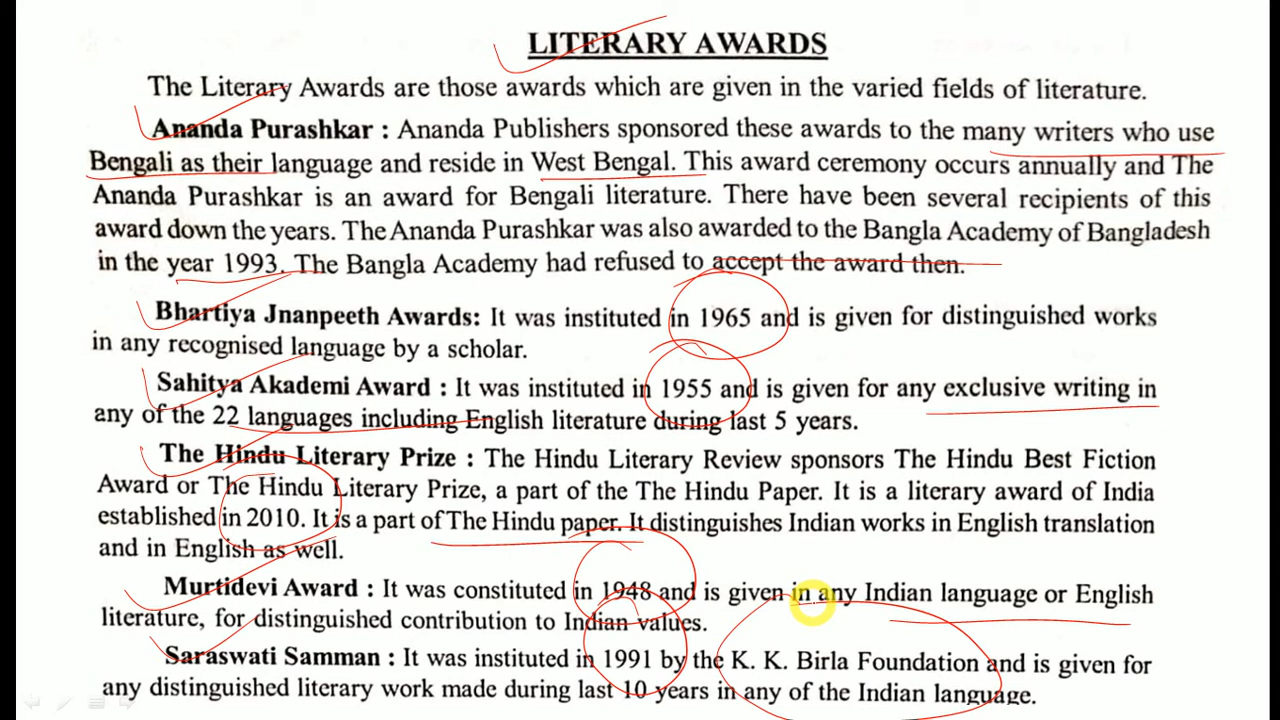 LITERARY AWARDS
The Literary Awards are those awards which are given in the varied fields of literature.
Ananda Purashkar : Ananda Publishers sponsored these awards to the many writers who use
Bengali as their language and reside in West Bengal. This award ceremony occurs annually and The
Ananda Purashkar is an award for Bengali literature. There have been several recipients of this
award down the years. The Ananda Purashkar was also awarded to the Bangla Academy of Bangladesh
in the year 1993. The Bangla Academy had refused to accept the award then.
Bhartiya Jnanpeeth Awards: It was instituted in 1965 and is given for distinguished works
in any recognised language by a scholar.
Sahitya Akademi Award : It was instituted in 1955 and is given for any exclusive writing in
any of the 22 languages including English literature during last 5 years.
The Hindu Literary Prize : The Hindu Literary Review sponsors The Hindu Best Fiction
Award or The Hindu Literary Prize, a part of the The Hindu Paper. It is a literary award of India
established in 2010. It is a part of The Hindu paper. It distinguishes Indian works in English translation
and in English as well.
Murtidevi Award : It was constituted in 1948 and is given in any Indian language or English
literature, for distinguished contribution to Indian values.
Saraswati Samman : It was instituted in 1991 by the K. K. Birla Foundation and is given for
any distinguished literary work made during last 10 years in any of the Indian language.